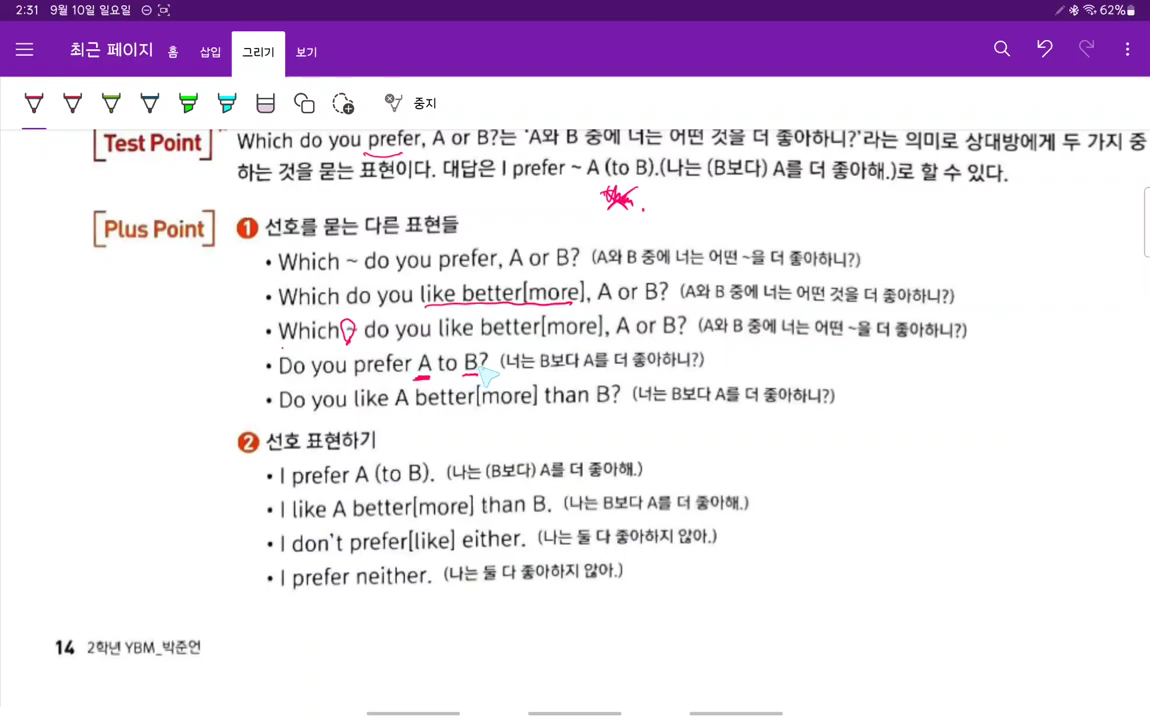 2:31 9월 10일 일요일 62%
최근 페이지 홈 삽입 그리기 보기
중지
[Test Point] Which do you prefer, A or B?는 'A와 B 중에 너는 어떤 것을 더 좋아하니?'라는 의미로 상대방에게 두 가지 중
하는 것을 묻는 표현이다. 대답은 I prefer ~ A (to B).(나는 (B보다) A를 더 좋아해.)로 할 수 있다.
[Plus Point] 1 선호를 묻는 다른 표현들
• Which ~ do you prefer, A or B? (A와 B 중에 너는 어떤 ~을 더 좋아하니?)
• Which do you like better[more], A or B? (A와 B 중에 너는 어떤 것을 더 좋아하니?)
• Which ~ do you like better[more], A or B? (A와 B 중에 너는 어떤 ~을 더 좋아하니?)
• Do you prefer A to B? (너는 B보다 A를 더 좋아하니?)
• Do you like A better[more] than B? (너는 B보다 A를 더 좋아하니?)
2 선호 표현하기
• I prefer A (to B). (나는 (B보다) A를 더 좋아해.)
• I like A better[more] than B. (나는 B보다 A를 더 좋아해.)
• I don't prefer[like] either. (나는 둘 다 좋아하지 않아.)
• I prefer neither. (나는 둘 다 좋아하지 않아.)
14 2학년 YBM_박준언